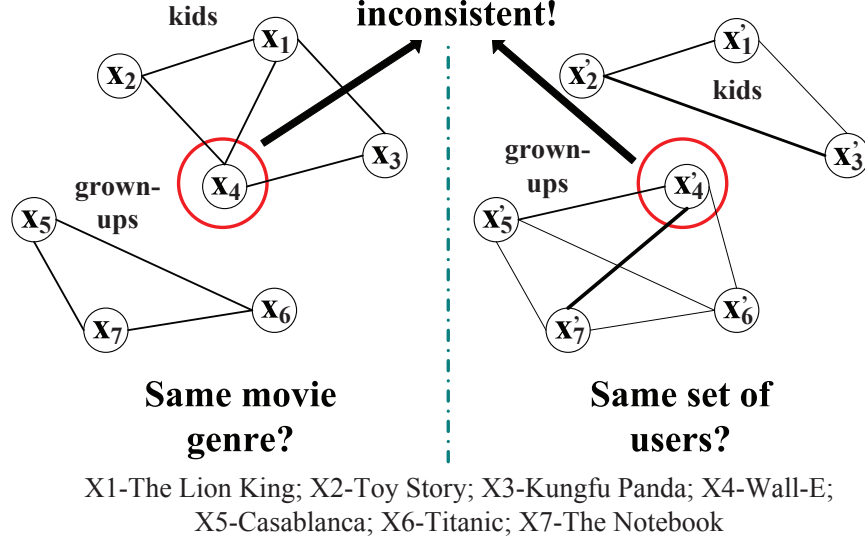 inconsistent!
kids
x1
x2
x3
x4
grown-
ups
x5
x6
x7
Same movie
genre?
x'1
x'2
kids
x'3
grown-
ups
x'4
x'5
x'6
x'7
Same set of
users?
X1-The Lion King; X2-Toy Story; X3-Kungfu Panda; X4-Wall-E;
X5-Casablanca; X6-Titanic; X7-The Notebook